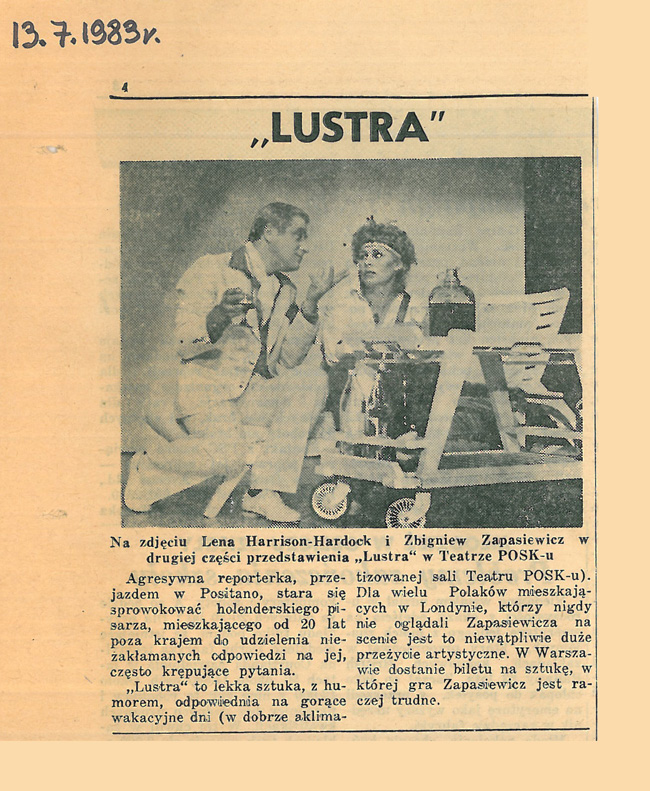 13.7.1983r.
4
„LUSTRA”
Na zdjęciu Lena Harrison-Hardock i Zbigniew Zapasiewicz w
drugiej części przedstawienia „Lustra“ w Teatrze POSK-u
Agresywna reporterka, prze-
jazdem w Positano, stara się
sprowokować holenderskiego pi-
sarza, mieszkającego od 20 lat
poza krajem do udzielenia nie-
zakłamanych odpowiedzi na jej,
często krępujące pytania.
„Lustra“ to lekka sztuka, z hu-
morem, odpowiednia na gorące
wakacyjne dni (w dobrze aklima-
tizowanej sali Teatru POSK-u).
Dla wielu Polaków mieszkają-
cych w Londynie, którzy nigdy
nie oglądali Zapasiewicza na
scenie jest to niewątpliwie duże
przeżycie artystyczne. W Warsza-
wie dostanie biletu na sztukę, w
której gra Zapasiewicz jest ra-
czej trudne.